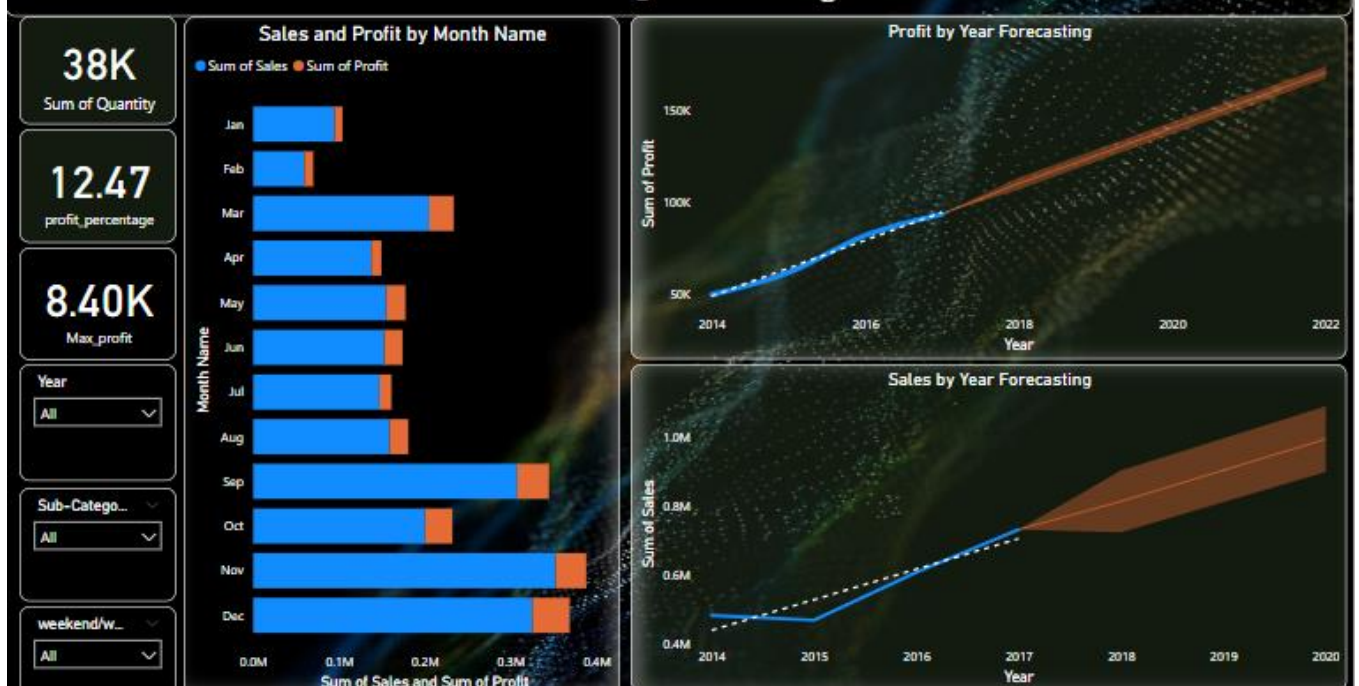 38K
Sum of Quantity
12.47
profit_percentage
8.40K
Max_profit
Year
All
Sub-Catego...
All
weekend/w...
All
Sales and Profit by Month Name
Sum of Sales Sum of Profit
Month Name
Jan
Feb
Mar
Apr
May
Jun
Jul
Aug
Sep
Oct
Nov
Dec
0.0M 0.1M 0.2M 0.3M 0.4M
Sum of Sales and Sum of Profit
Profit by Year Forecasting
Sum of Profit
150K
100K
50K
2014 2016 2018 2020 2022
Year
Sales by Year Forecasting
Sum of Sales
1.0M
0.8M
0.6M
0.4M
2014 2015 2016 2017 2018 2019 2020
Year